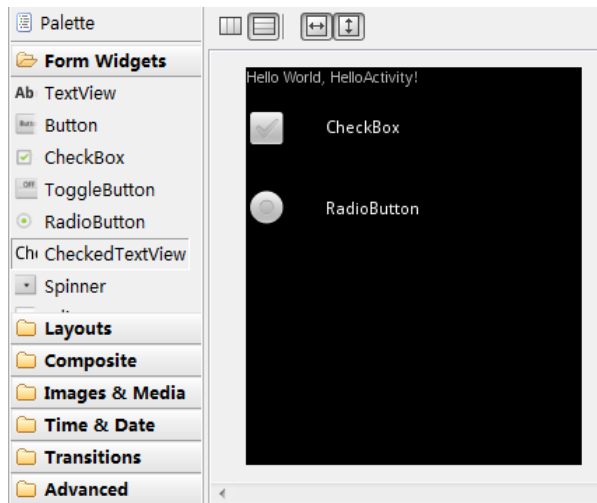 Palette
Form Widgets
Ab TextView
Button
CheckBox
OFF ToggleButton
RadioButton
Che CheckedTextView
Spinner
Layouts
Composite
Images & Media
Time & Date
Transitions
Advanced
Hello World, HelloActivity!
CheckBox
RadioButton